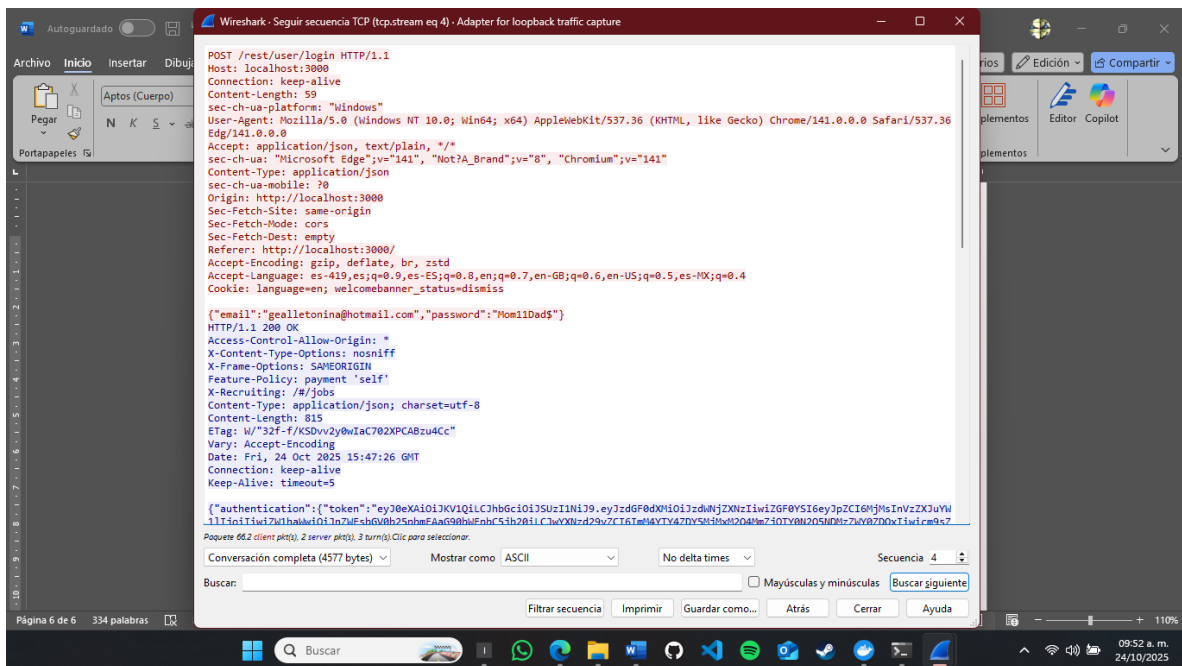 Autoguardado
Wireshark · Seguir secuencia TCP (tcp.stream eq 4) · Adapter for loopback traffic capture
Archivo Inicio Insertar Dibuj
rios Edición Compartir
Pegar
Aptos (Cuerpo)
N K S
Portapapeles
plementos Editor Copilot
plementos
POST /rest/user/login HTTP/1.1
Host: localhost:3000
Connection: keep-alive
Content-Length: 59
sec-ch-ua-platform: "Windows"
User-Agent: Mozilla/5.0 (Windows NT 10.0; Win64; x64) AppleWebKit/537.36 (KHTML, like Gecko) Chrome/141.0.0.0 Safari/537.36
Edg/141.0.0.0
Accept: application/json, text/plain, */*
sec-ch-ua: "Microsoft Edge";v="141", "Not?A_Brand";v="8", "Chromium";v="141"
Content-Type: application/json
sec-ch-ua-mobile: ?0
Origin: http://localhost:3000
Sec-Fetch-Site: same-origin
Sec-Fetch-Mode: cors
Sec-Fetch-Dest: empty
Referer: http://localhost:3000/
Accept-Encoding: gzip, deflate, br, zstd
Accept-Language: es-419,es;q=0.9,es-ES;q=0.8,en;q=0.7,en-GB;q=0.6,en-US;q=0.5,es-MX;q=0.4
Cookie: language=en; welcomebanner_status=dismiss
{"email":"gealletonina@hotmail.com","password":"Mom11Dad$"}
HTTP/1.1 200 OK
Access-Control-Allow-Origin: *
X-Content-Type-Options: nosniff
X-Frame-Options: SAMEORIGIN
Feature-Policy: payment 'self'
X-Recruiting: /#/jobs
Content-Type: application/json; charset=utf-8
Content-Length: 815
ETag: W/"32f-f/KSDvv2y0wIaC702XPCABzu4Cc"
Vary: Accept-Encoding
Date: Fri, 24 Oct 2025 15:47:26 GMT
Connection: keep-alive
Keep-Alive: timeout=5
{"authentication":{"token":
Paquete 66. 2 client pkt(s), 2 server pkt(s), 3 turn(s). Clic para seleccionar.
Conversación completa (4577 bytes) Mostrar como ASCII No delta times Secuencia 4
Buscar: Mayúsculas y minúsculas Buscar siguiente
Filtrar secuencia Imprimir Guardar como... Atrás Cerrar Ayuda
Página 6 de 6 334 palabras 110%
Buscar
09:52 a. m.
24/10/2025